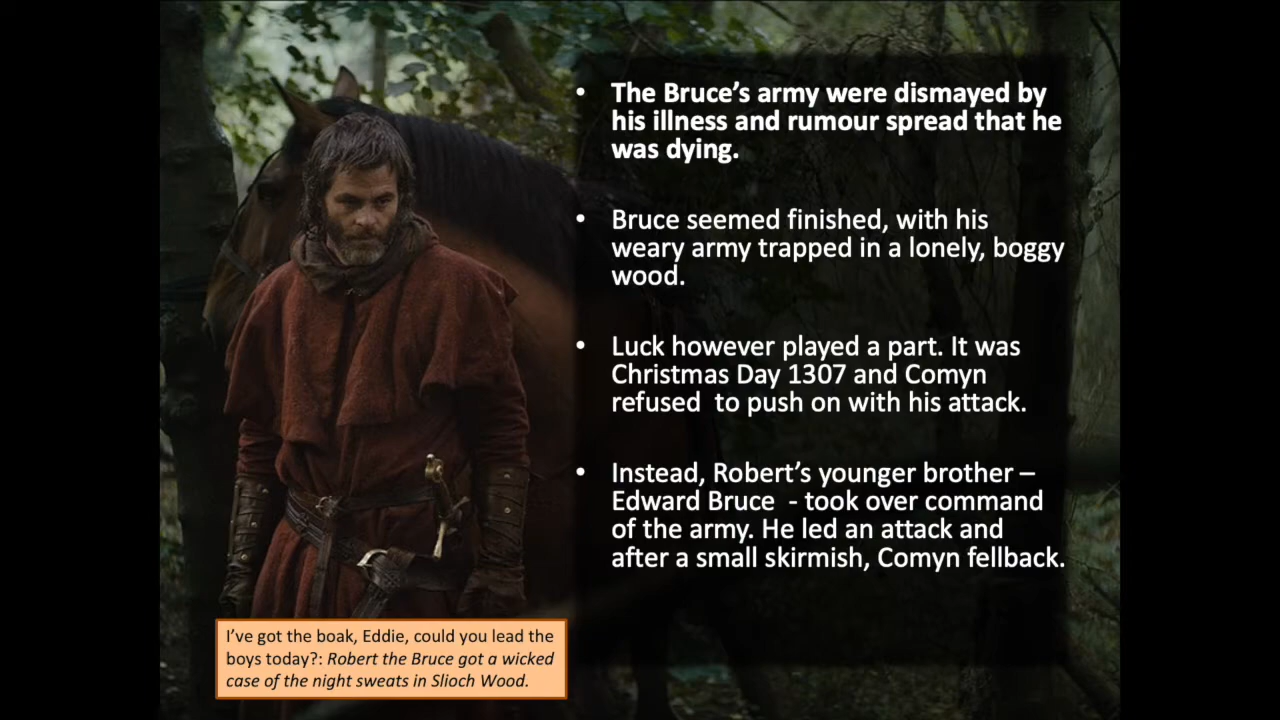 • The Bruce’s army were dismayed by
his illness and rumour spread that he
was dying.
• Bruce seemed finished, with his
weary army trapped in a lonely, boggy
wood.
• Luck however played a part. It was
Christmas Day 1307 and Comyn
refused  to push on with his attack.
• Instead, Robert’s younger brother –
Edward Bruce  - took over command
of the army. He led an attack and
after a small skirmish, Comyn fellback.
I’ve got the boak, Eddie, could you lead the
boys today?: Robert the Bruce got a wicked
case of the night sweats in Slioch Wood.